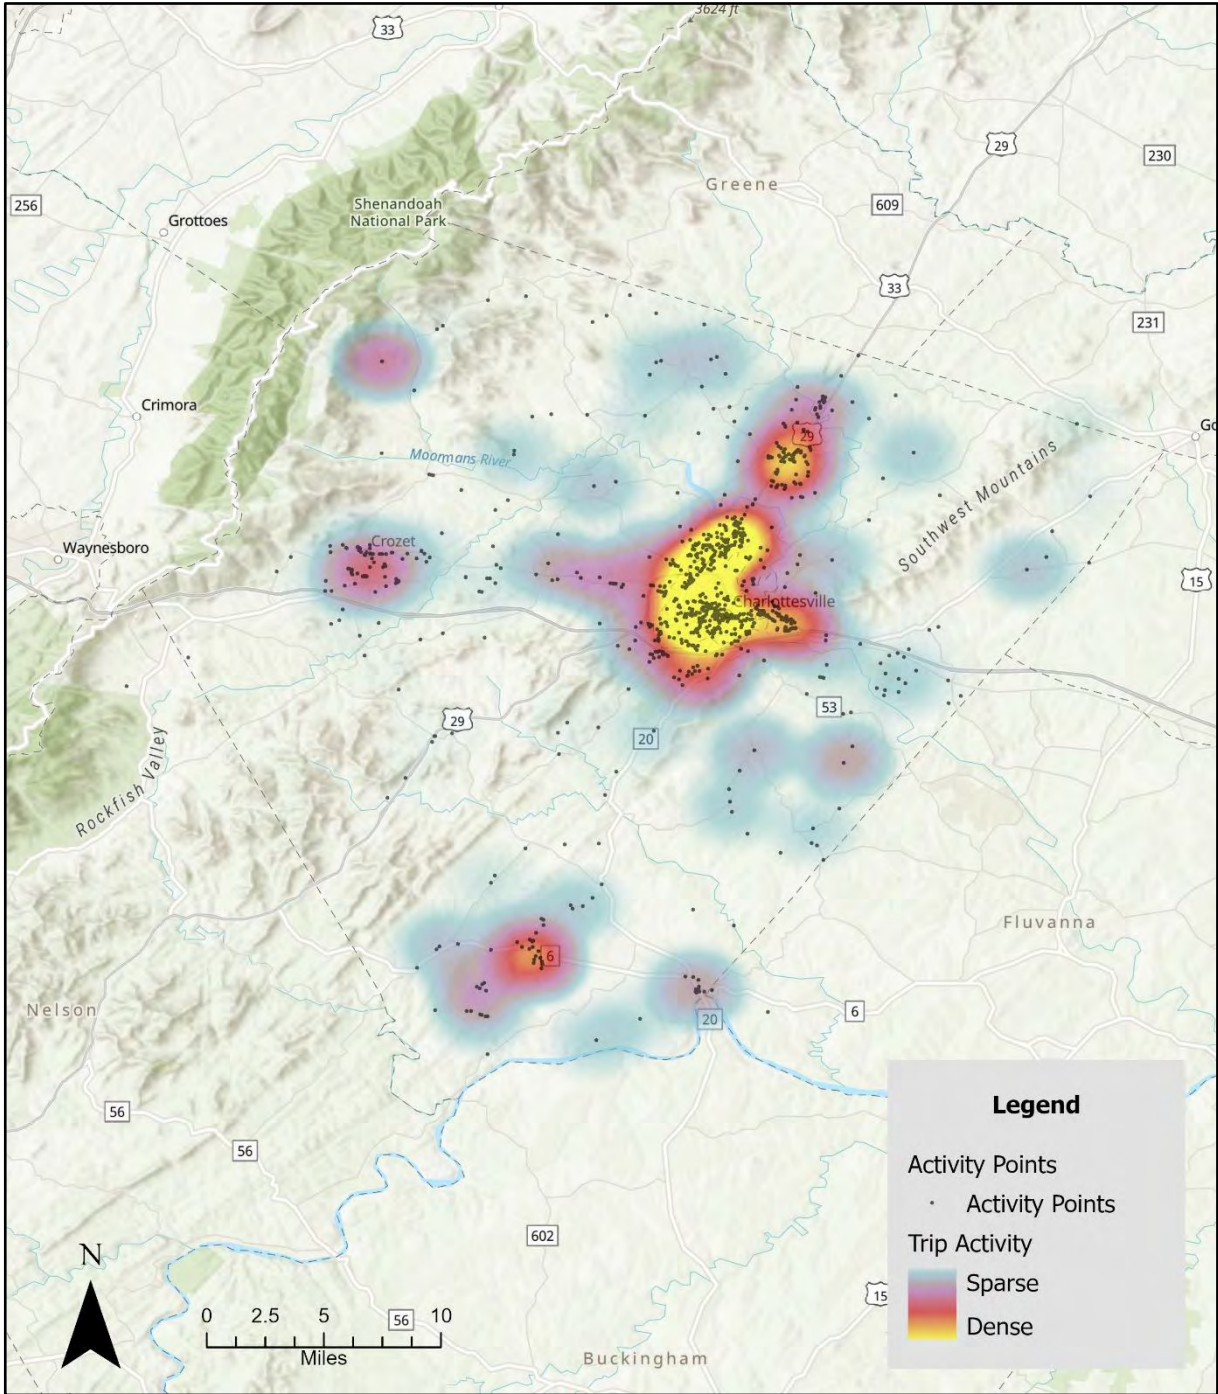 3624 ft
33
29
230
Greene
256
609
Shenandoah
National Park
Grottoes
33
231
Crimora
29
Go
Moormans River
Southwest Mountains
Crozet
Waynesboro
15
Charlottesville
53
29
20
Rockfish Valley
Fluvanna
6
Nelson
6
20
56
56
602
15
56
Buckingham
N
0 2.5 5 10
Miles
Legend
Activity Points
Activity Points
Trip Activity
Sparse
Dense